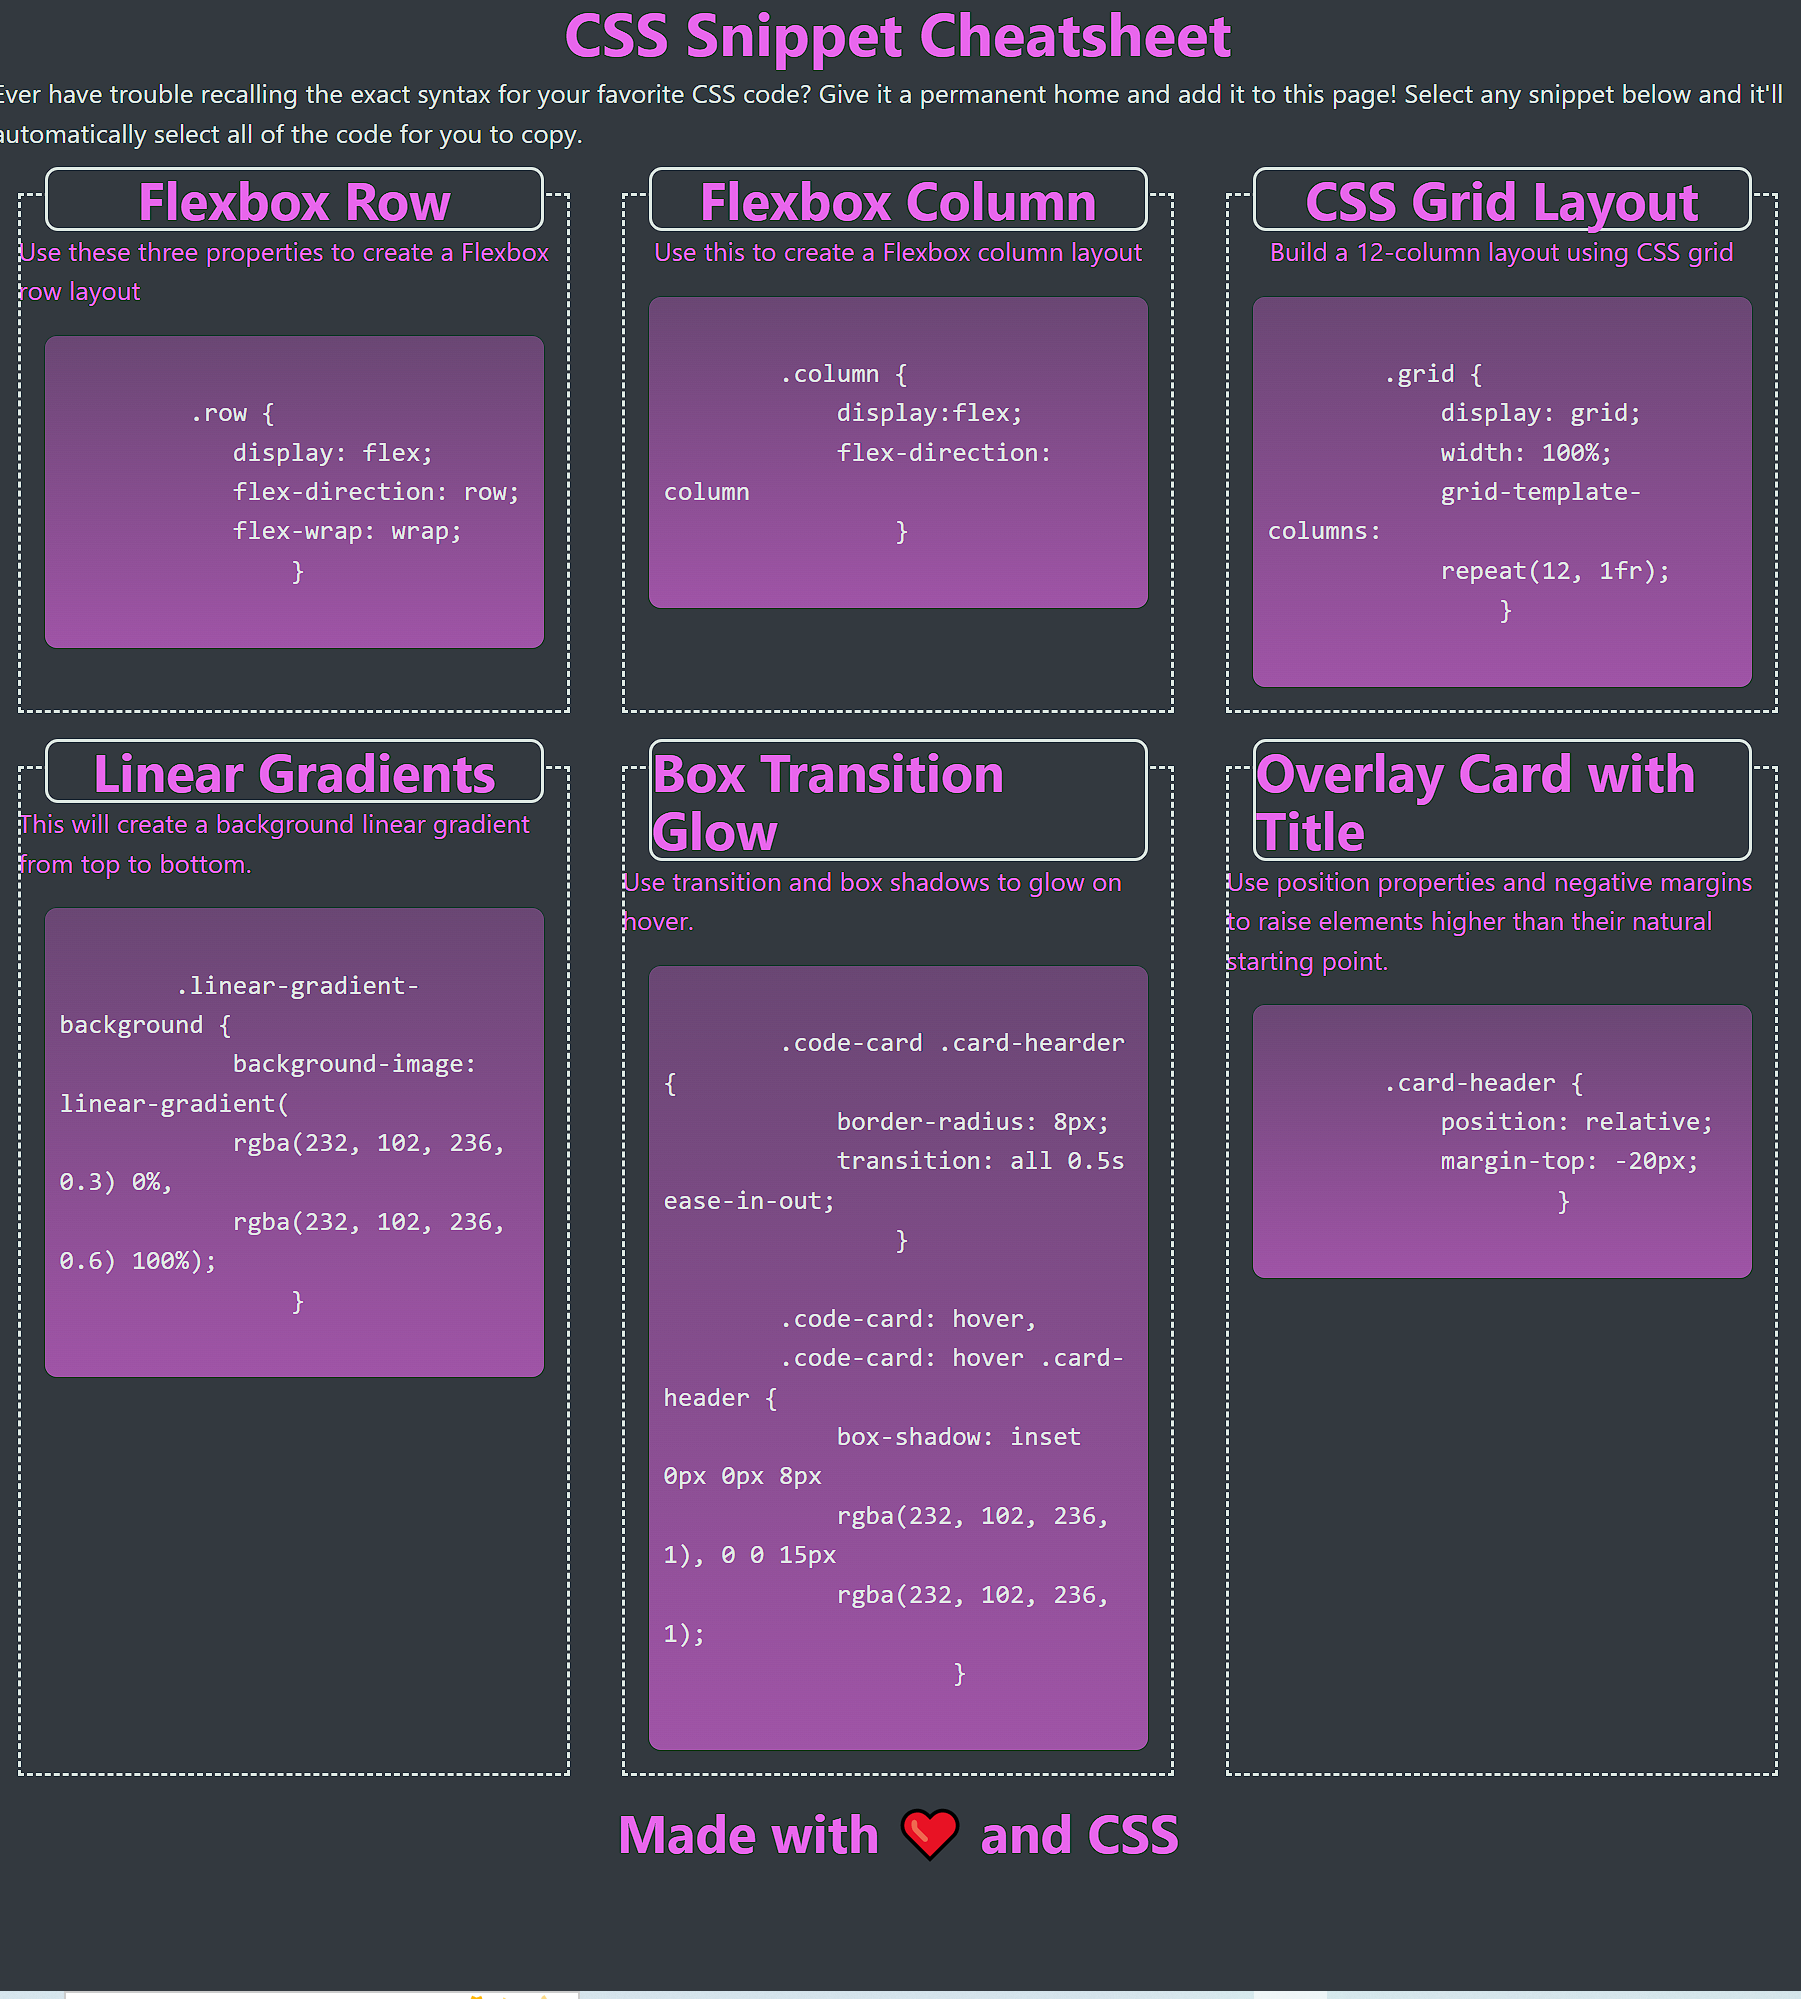 CSS Snippet Cheatsheet
Ever have trouble recalling the exact syntax for your favorite CSS code? Give it a permanent home and add it to this page! Select any snippet below and it'll
automatically select all of the code for you to copy.
Flexbox Row
Use these three properties to create a Flexbox
row layout
.row {
display: flex;
flex-direction: row;
flex-wrap: wrap;
}
Flexbox Column
Use this to create a Flexbox column layout
.column {
display:flex;
flex-direction:
column
}
CSS Grid Layout
Build a 12-column layout using CSS grid
.grid {
display: grid;
width: 100%;
grid-template-
columns:
repeat(12, 1fr);
}
Linear Gradients
This will create a background linear gradient
from top to bottom.
.linear-gradient-
background {
background-image:
linear-gradient(
rgba(232, 102, 236,
0.3) 0%,
rgba(232, 102, 236,
0.6) 100%);
}
Box Transition
Glow
Use transition and box shadows to glow on
hover.
.code-card .card-hearder
{
border-radius: 8px;
transition: all 0.5s
ease-in-out;
}
.code-card: hover,
.code-card: hover .card-
header {
box-shadow: inset
0px 0px 8px
rgba(232, 102, 236,
1), 0 0 15px
rgba(232, 102, 236,
1);
}
Overlay Card with
Title
Use position properties and negative margins
to raise elements higher than their natural
starting point.
.card-header {
position: relative;
margin-top: -20px;
}
Made with ❤️ and CSS